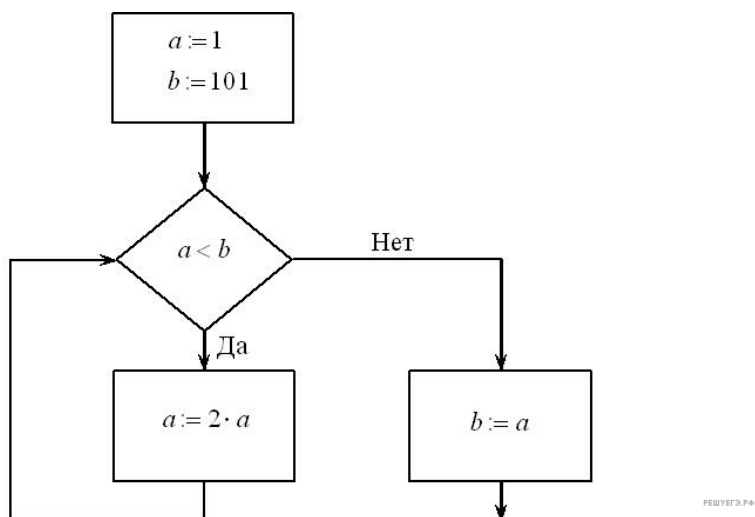 a := 1
b := 101
a < b
Нет
Да
a := 2 · a
b := a
РЕШУЕГЭ.РФ